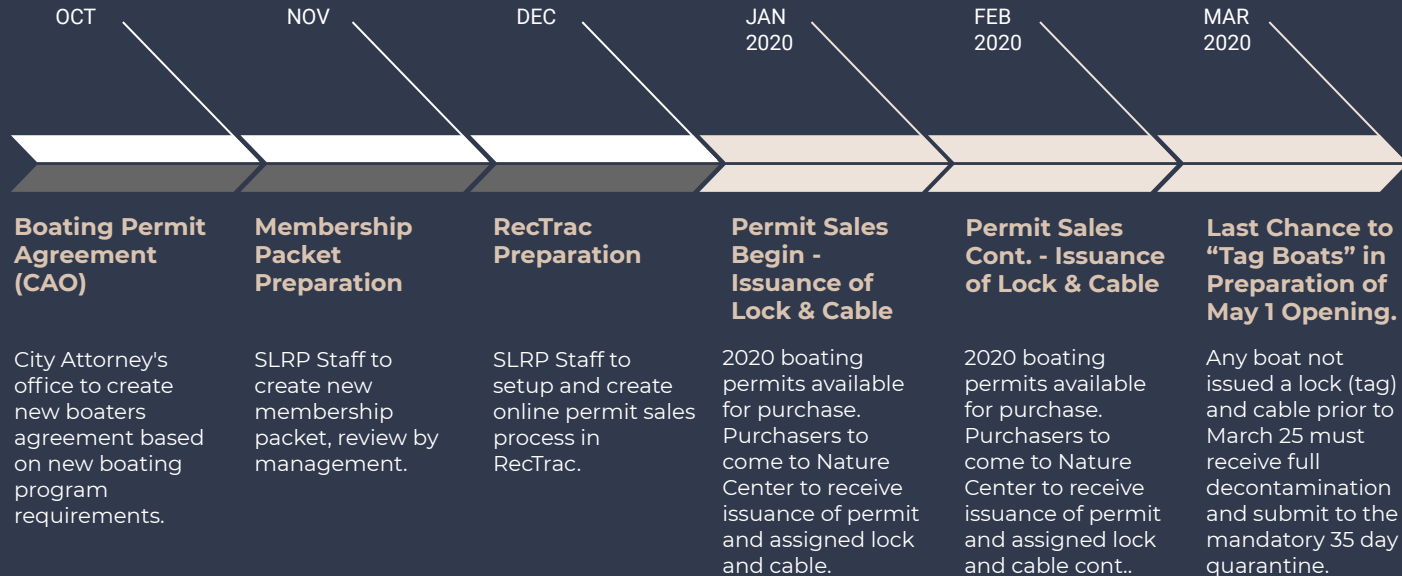 OCT
NOV
DEC
JAN
2020
FEB
2020
MAR
2020
Boating Permit
Agreement
(CAO)
City Attorney's
office to create
new boaters
agreement based
on new boating
program
requirements.
Membership
Packet
Preparation
SLRP Staff to
create new
membership
packet, review by
management.
RecTrac
Preparation
SLRP Staff to
setup and create
online permit sales
process in
RecTrac.
Permit Sales
Begin -
Issuance of
Lock & Cable
2020 boating
permits available
for purchase.
Purchasers to
come to Nature
Center to receive
issuance of permit
and assigned lock
and cable.
Permit Sales
Cont. - Issuance
of Lock & Cable
2020 boating
permits available
for purchase.
Purchasers to
come to Nature
Center to receive
issuance of permit
and assigned lock
and cable cont..
Last Chance to
“Tag Boats” in
Preparation of
May 1 Opening.
Any boat not
issued a lock (tag)
and cable prior to
March 25 must
receive full
decontamination
and submit to the
mandatory 35 day
quarantine.